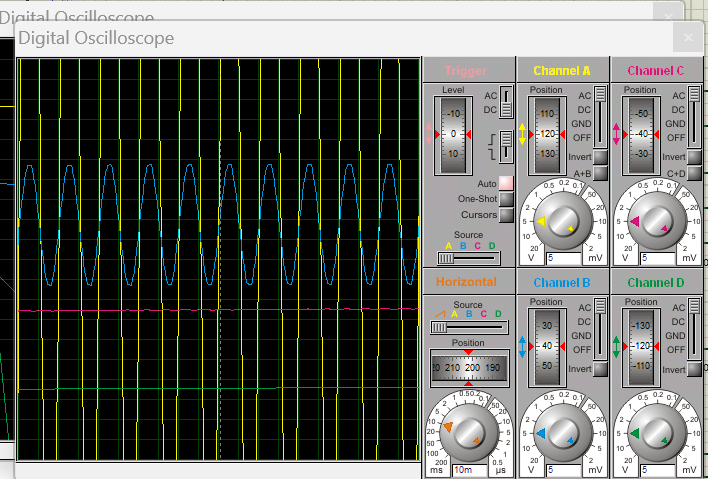 Digital Oscilloscope
Digital Oscilloscope
Trigger
Level
-10
0
10
AC
DC
Auto
One-Shot
Cursors
Source
A B C D
Channel A
Position
110
120
130
AC
DC
GND
OFF
Invert
A+B
20 10 5 2 1 0.5 0.2 0.1 50 20 10 5 2
V 5 mV
Channel C
Position
-50
-40
-30
AC
DC
GND
OFF
Invert
C+D
20 10 5 2 1 0.5 0.2 0.1 50 20 10 5 2
V 5 mV
Horizontal
Source
A B C D
Position
210 200 190
200 100 50 20 10 5 2 1 0.5 0.2 0.1 50 20 10 5 2 1 0.5
ms 10m µs
Channel B
Position
30
40
50
AC
DC
GND
OFF
Invert
20 10 5 2 1 0.5 0.2 0.1 50 20 10 5 2
V 5 mV
Channel D
Position
-130
-120
-110
AC
DC
GND
OFF
Invert
20 10 5 2 1 0.5 0.2 0.1 50 20 10 5 2
V 5 mV